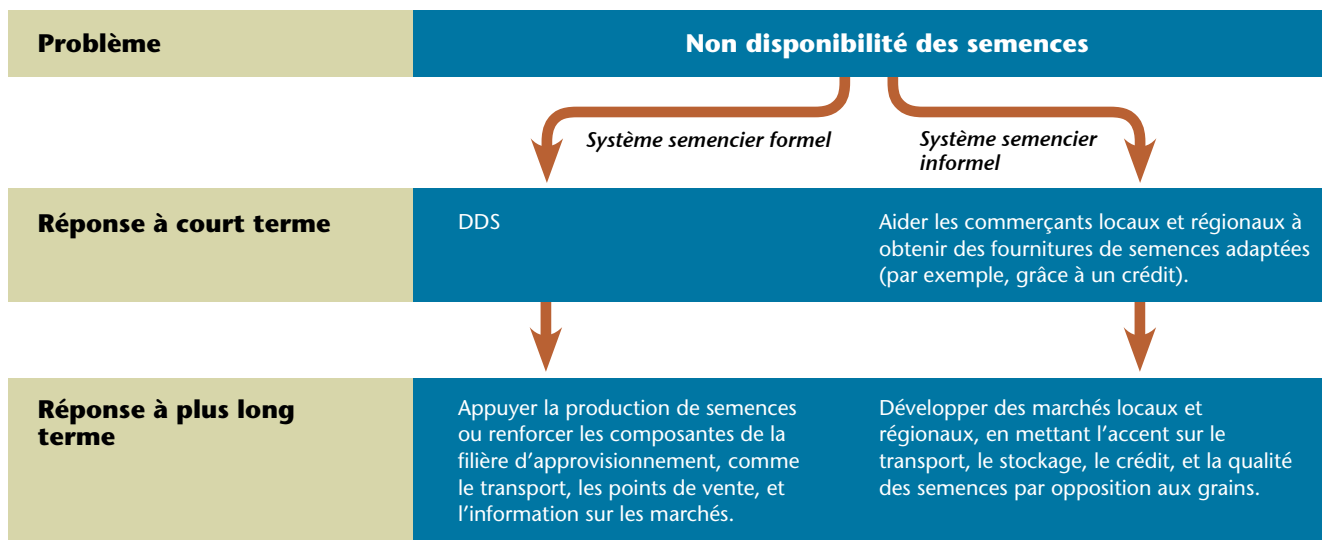 Problème
Non disponibilité des semences
Système semencier formel
Système semencier
informel
Réponse à court terme
DDS
Aider les commerçants locaux et régionaux à
obtenir des fournitures de semences adaptées
(par exemple, grâce à un crédit).
Réponse à plus long
terme
Appuyer la production de semences
ou renforcer les composantes de la
filière d’approvisionnement, comme
le transport, les points de vente, et
l’information sur les marchés.
Développer des marchés locaux et
régionaux, en mettant l’accent sur le
transport, le stockage, le crédit, et la qualité
des semences par opposition aux grains.